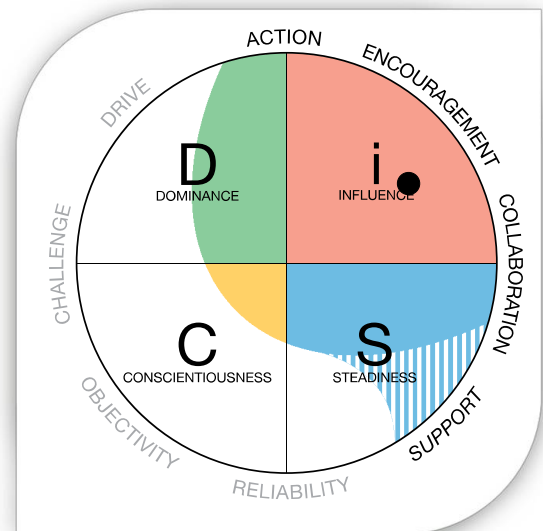 ACTION
ENCOURAGEMENT
DRIVE
D
DOMINANCE
i
INFLUENCE
CHALLENGE
COLLABORATION
C
CONSCIENTIOUSNESS
S
STEADINESS
OBJECTIVITY
SUPPORT
RELIABILITY